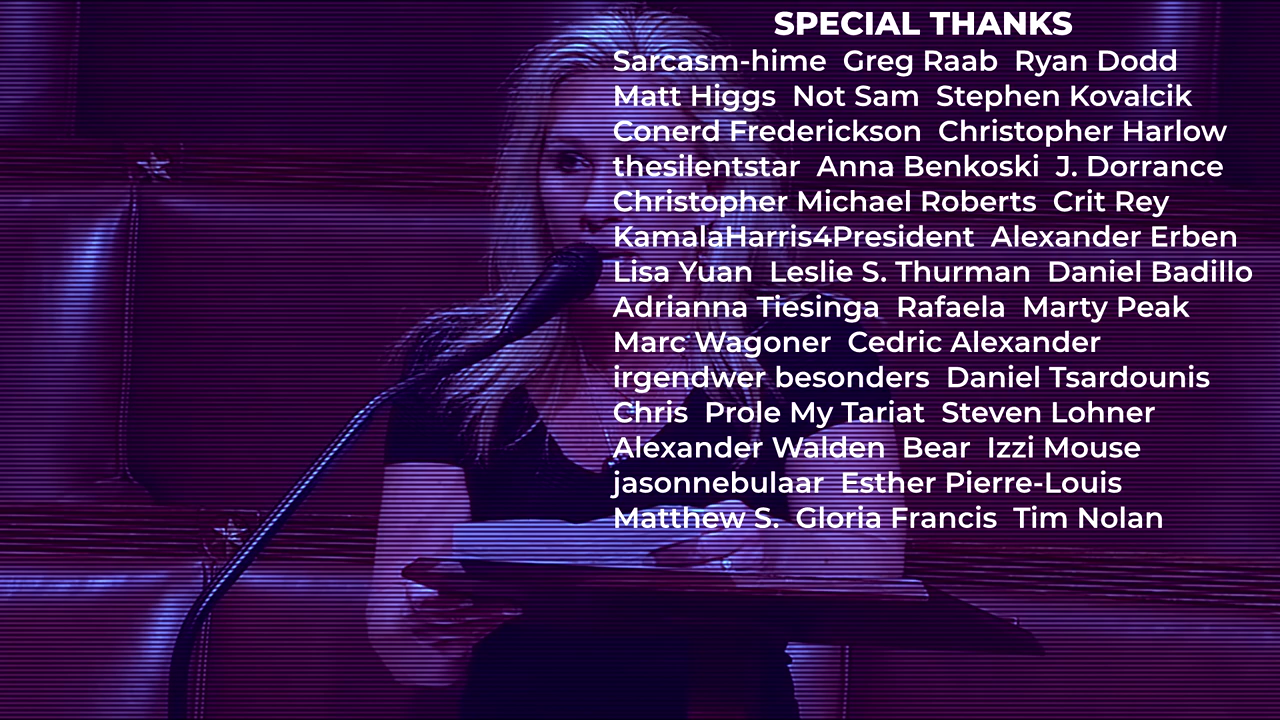 SPECIAL THANKS
Sarcasm-hime Greg Raab Ryan Dodd
Matt Higgs Not Sam Stephen Kovalcik
Conerd Frederickson Christopher Harlow
thesilentstar Anna Benkoski J. Dorrance
Christopher Michael Roberts Crit Rey
KamalaHarris4President Alexander Erben
Lisa Yuan Leslie S. Thurman Daniel Badillo
Adrianna Tiesinga Rafaela Marty Peak
Marc Wagoner Cedric Alexander
irgendwer besonders Daniel Tsardounis
Chris Prole My Tariat Steven Lohner
Alexander Walden Bear Izzi Mouse
jasonnebulaar Esther Pierre-Louis
Matthew S. Gloria Francis Tim Nolan